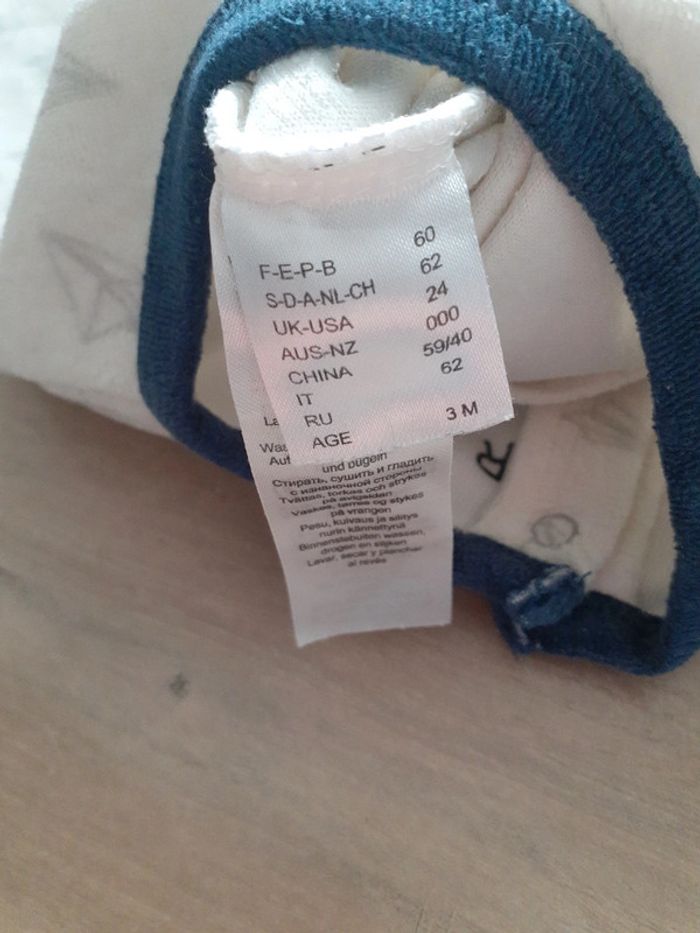 F-E-P-B 60
S-D-A-NL-CH 62
UK-USA 24
AUS-NZ 000
CHINA 59/40
IT 62
RU
AGE 3 M
und bügeln
Стирать, сушить и гладить
с изнаночной стороны
Tvättas, torkas och strykes
på avigsidan
Vaskes, tørres og stykes
på vrangen
Pesu, kuivaus ja silitys
nurin kännettynä
Binnenstebuiten wassen,
drogen en strijken
Lavar, secar y planchar
al revés